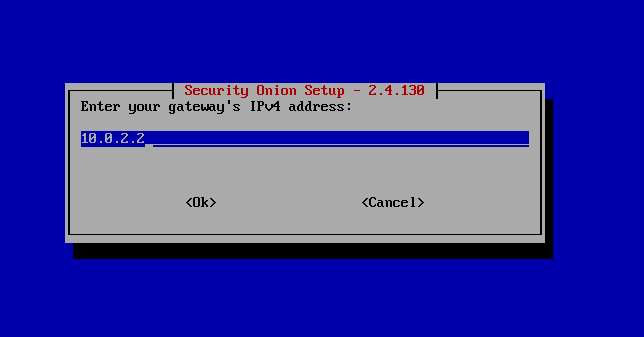 Security Onion Setup - 2.4.130
Enter your gateway's IPv4 address:
10.0.2.2
<Ok> <Cancel>